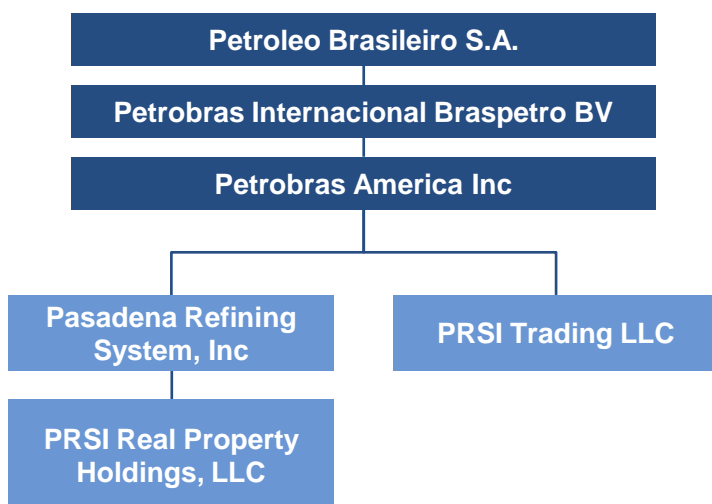 Petroleo Brasileiro S.A.
Petrobras Internacional Braspetro BV
Petrobras America Inc
Pasadena Refining
System, Inc
PRSI Trading LLC
PRSI Real Property
Holdings, LLC